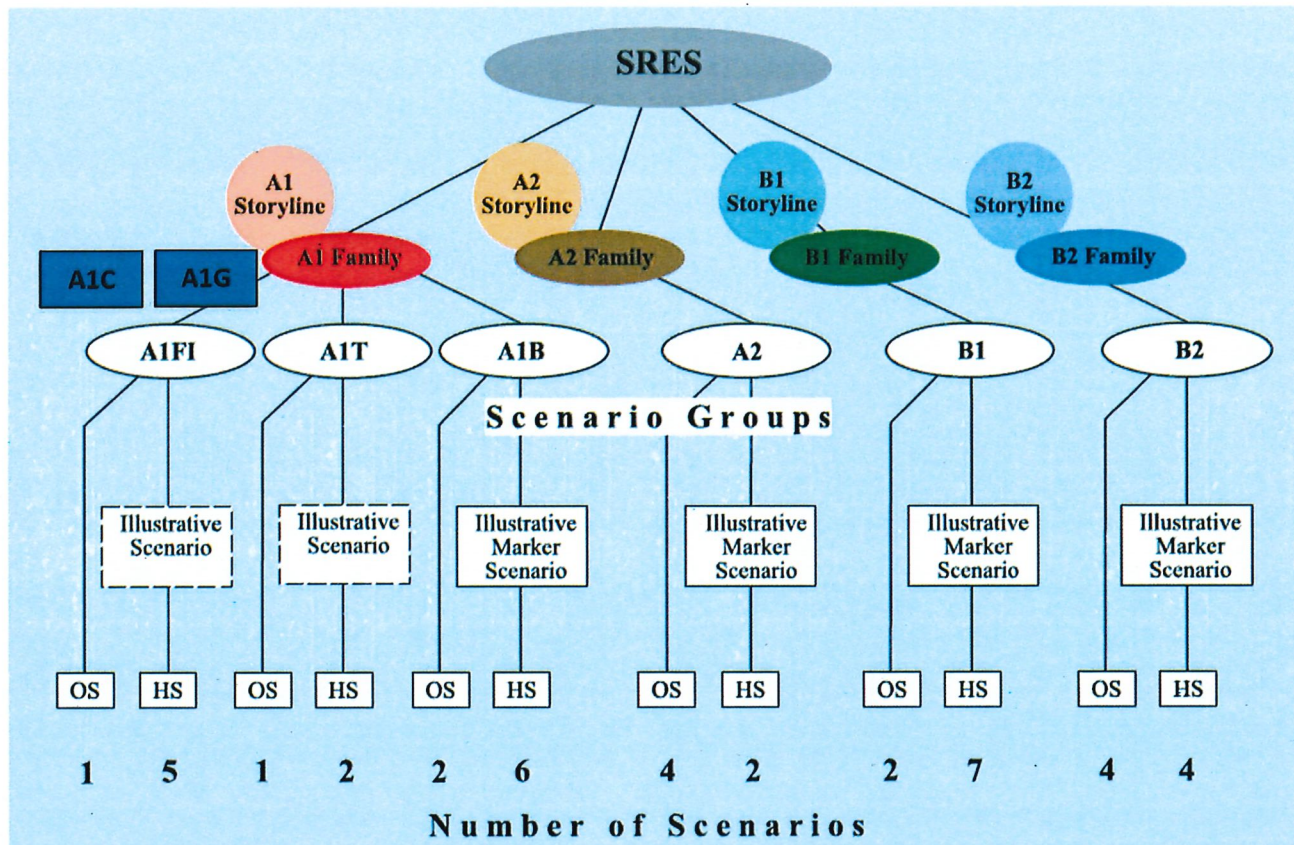 SRES
A1
Storyline
A2
Storyline
B1
Storyline
B2
Storyline
A1C
A1G
A1 Family
A2 Family
B1 Family
B2 Family
A1FI
A1T
A1B
A2
B1
B2
Scenario Groups
Illustrative
Scenario
Illustrative
Scenario
Illustrative
Marker
Scenario
Illustrative
Marker
Scenario
Illustrative
Marker
Scenario
Illustrative
Marker
Scenario
OS HS OS HS OS HS OS HS OS HS OS HS
1 5 1 2 2 6 4 2 2 7 4 4
Number of Scenarios